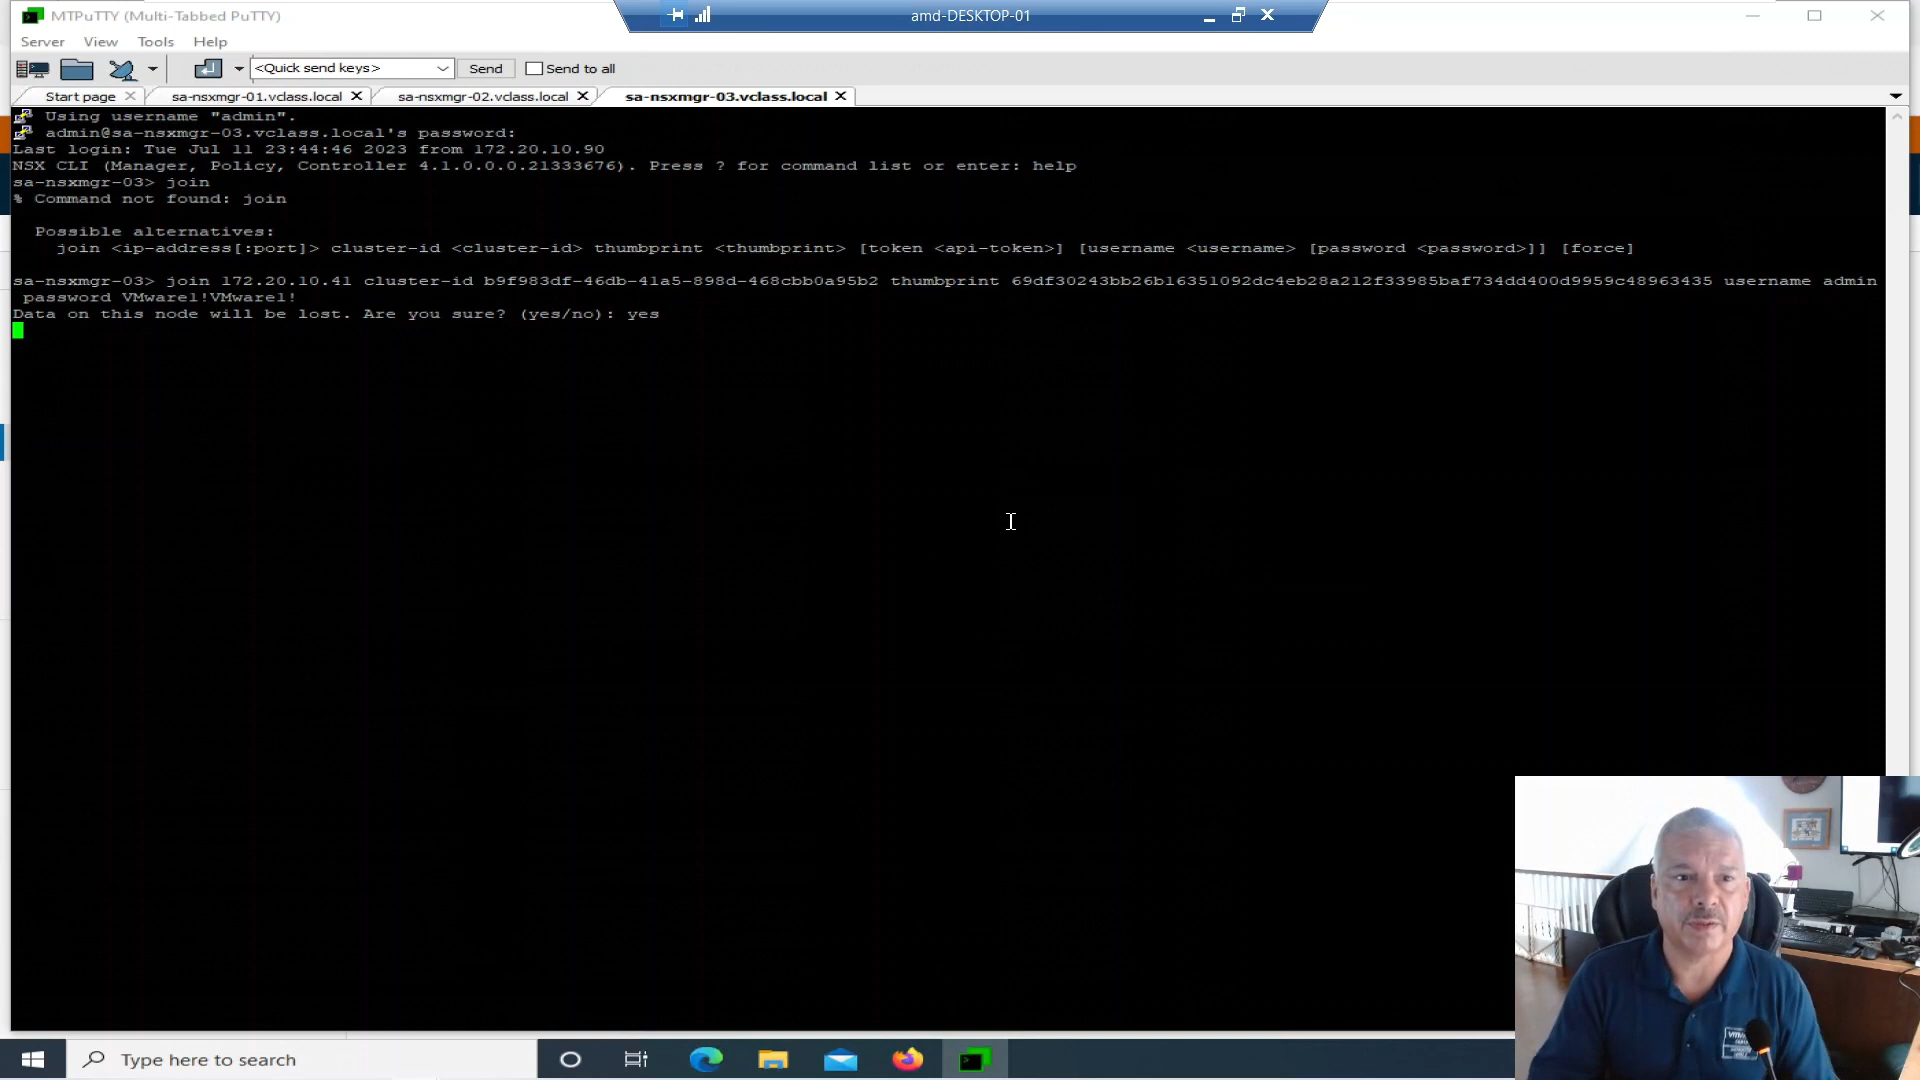 MTPuTTY (Multi-Tabbed PuTTY)
amd-DESKTOP-01
Server View Tools Help
<Quick send keys> Send Send to all
Start page sa-nsxmgr-01.vclass.local sa-nsxmgr-02.vclass.local sa-nsxmgr-03.vclass.local
Using username "admin".
admin@sa-nsxmgr-03.vclass.local's password:
Last login: Tue Jul 11 23:44:46 2023 from 172.20.10.90
NSX CLI (Manager, Policy, Controller 4.1.0.0.0.21333676). Press ? for command list or enter: help
sa-nsxmgr-03> join
% Command not found: join
Possible alternatives:
join <ip-address[:port]> cluster-id <cluster-id> thumbprint <thumbprint> [token <api-token>] [username <username> [password <password>]] [force]
sa-nsxmgr-03> join 172.20.10.41 cluster-id b9f983df-46db-41a5-898d-468cbb0a95b2 thumbprint 69df30243bb26b16351092dc4eb28a212f33985baf734dd400d9959c48963435 username admin
password VMware1!VMware1!
Data on this node will be lost. Are you sure? (yes/no): yes
Type here to search